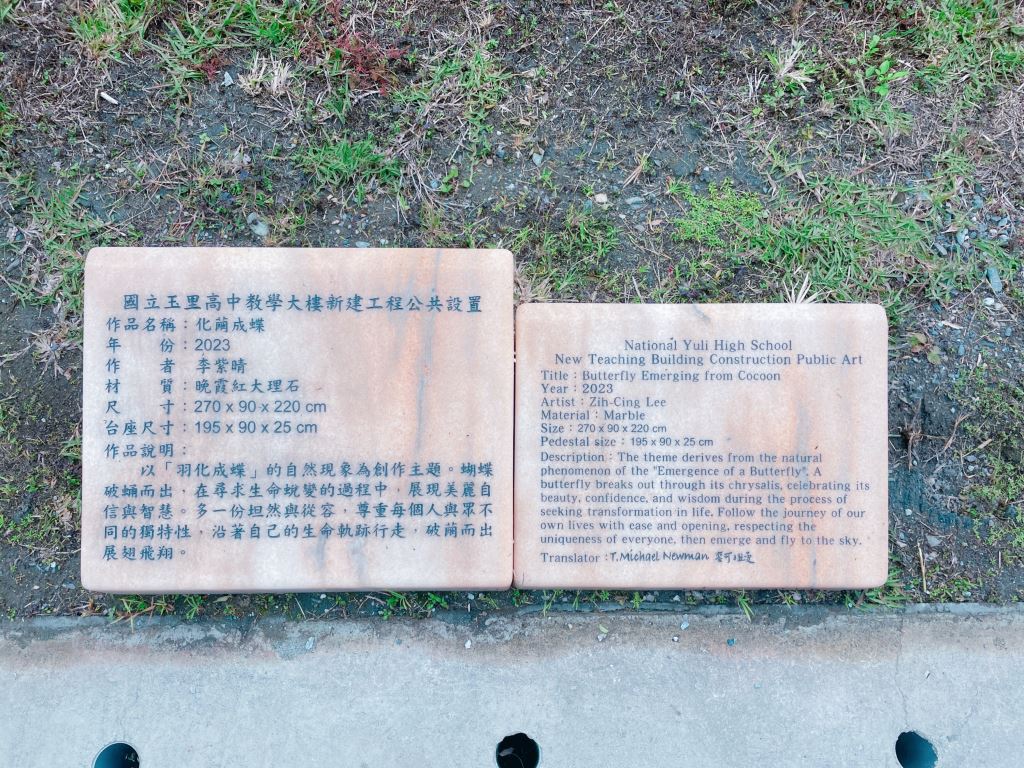 國立玉里高中教學大樓新建工程公共設置
作品名稱：化繭成蝶
年　　份：2023
作　　者：李紫晴
材　　質：晚霞紅大理石
尺　　寸：270 x 90 x 220 cm
台座尺寸：195 x 90 x 25 cm
作品說明：
以「羽化成蝶」的自然現象為創作主題。蝴蝶
破蛹而出，在尋求生命蛻變的過程中，展現美麗自
信與智慧。多一份坦然與從容，尊重每個人與眾不
同的獨特性，沿著自己的生命軌跡行走，破繭而出
展翅飛翔。
National Yuli High School
New Teaching Building Construction Public Art
Title：Butterfly Emerging from Cocoon
Year：2023
Artist：Zih-Cing Lee
Material：Marble
Size：270 x 90 x 220 cm
Pedestal size：195 x 90 x 25 cm
Description：The theme derives from the natural
phenomenon of the "Emergence of a Butterfly". A
butterfly breaks out through its chrysalis, celebrating its
beauty, confidence, and wisdom during the process of
seeking transformation in life. Follow the journey of our
own lives with ease and opening, respecting the
uniqueness of everyone, then emerge and fly to the sky.
Translator：T. Michael Newman